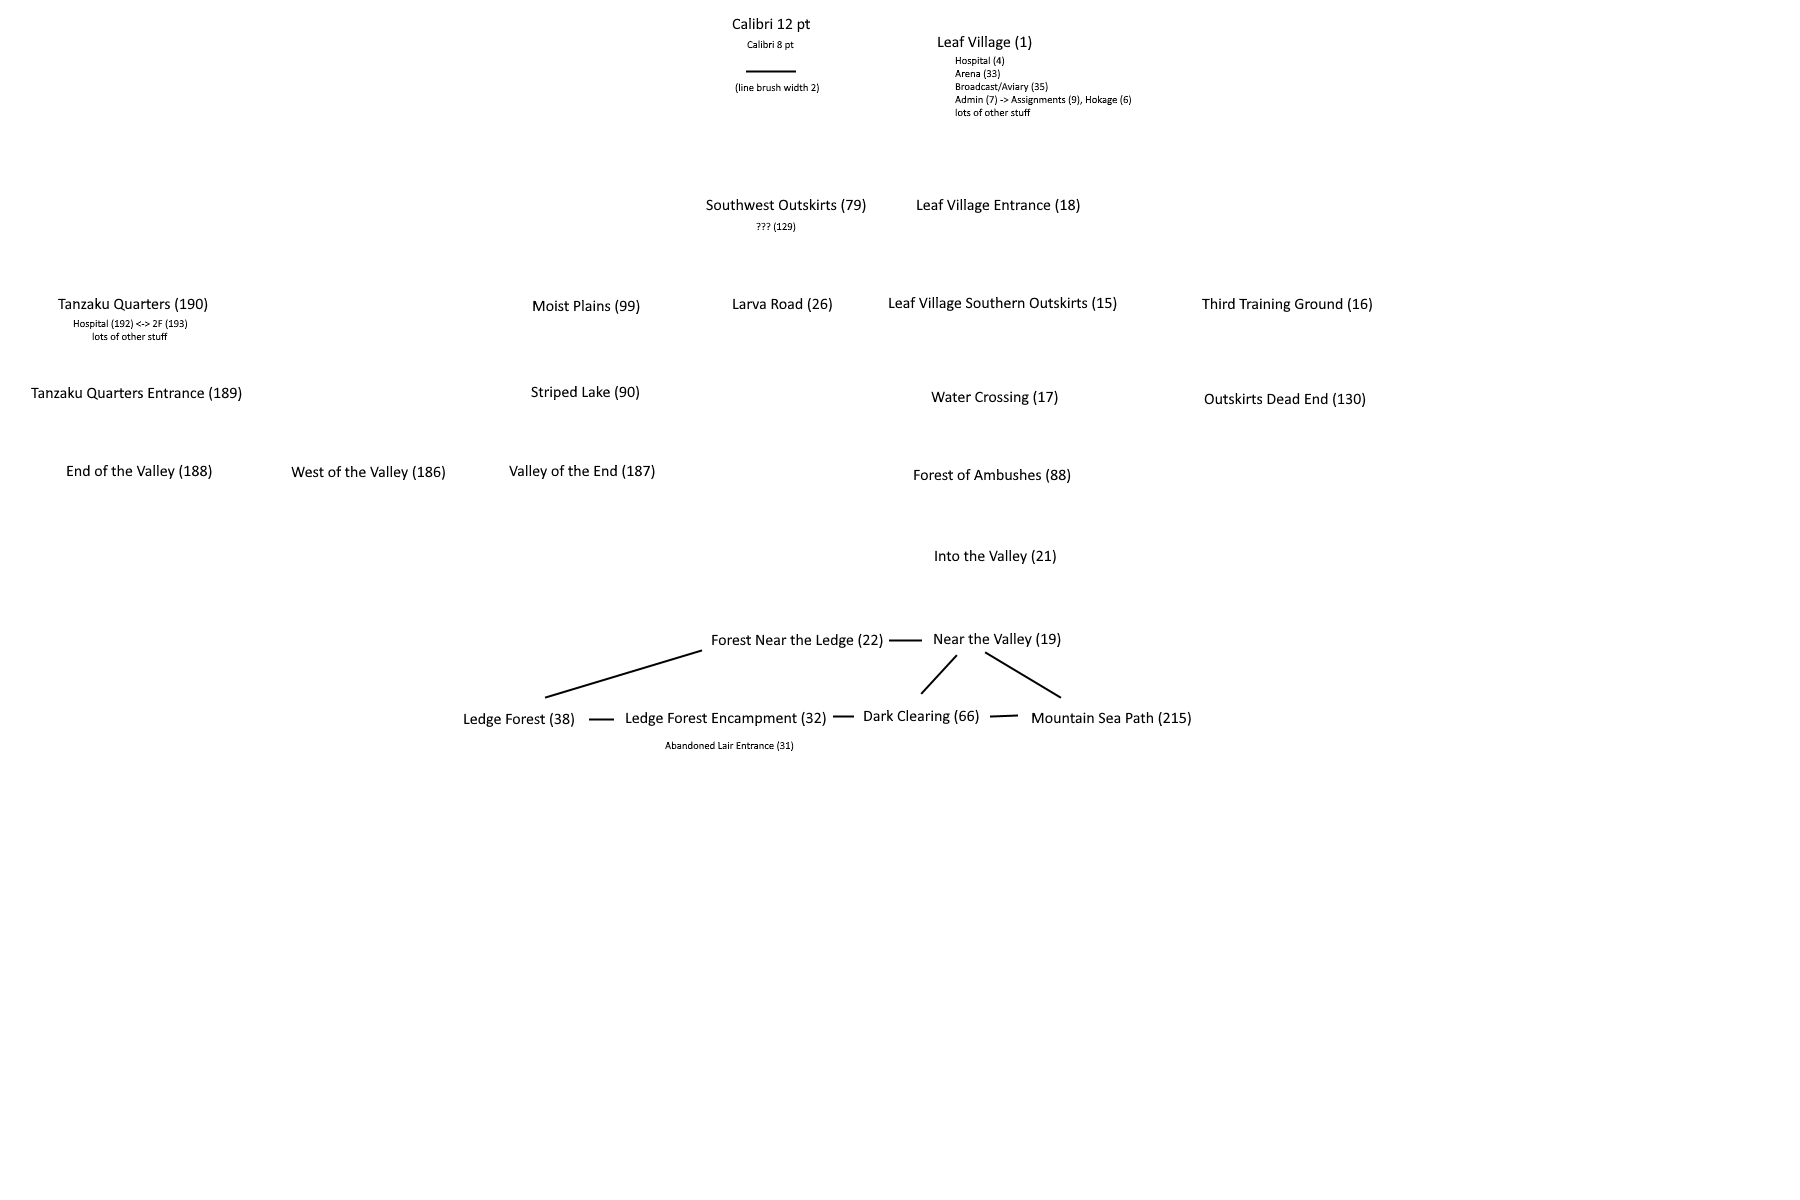 Calibri 12 pt
Calibri 8 pt
(line brush width 2)
Leaf Village (1)
Hospital (4)
Arena (33)
Broadcast/Aviary (35)
Admin (7) -> Assignments (9), Hokage (6)
lots of other stuff
Southwest Outskirts (79)
??? (129)
Leaf Village Entrance (18)
Tanzaku Quarters (190)
Hospital (192) <-> 2F (193)
lots of other stuff
Moist Plains (99)
Larva Road (26)
Leaf Village Southern Outskirts (15)
Third Training Ground (16)
Tanzaku Quarters Entrance (189)
Striped Lake (90)
Water Crossing (17)
Outskirts Dead End (130)
End of the Valley (188)
West of the Valley (186)
Valley of the End (187)
Forest of Ambushes (88)
Into the Valley (21)
Forest Near the Ledge (22)
Near the Valley (19)
Ledge Forest (38)
Ledge Forest Encampment (32)
Abandoned Lair Entrance (31)
Dark Clearing (66)
Mountain Sea Path (215)